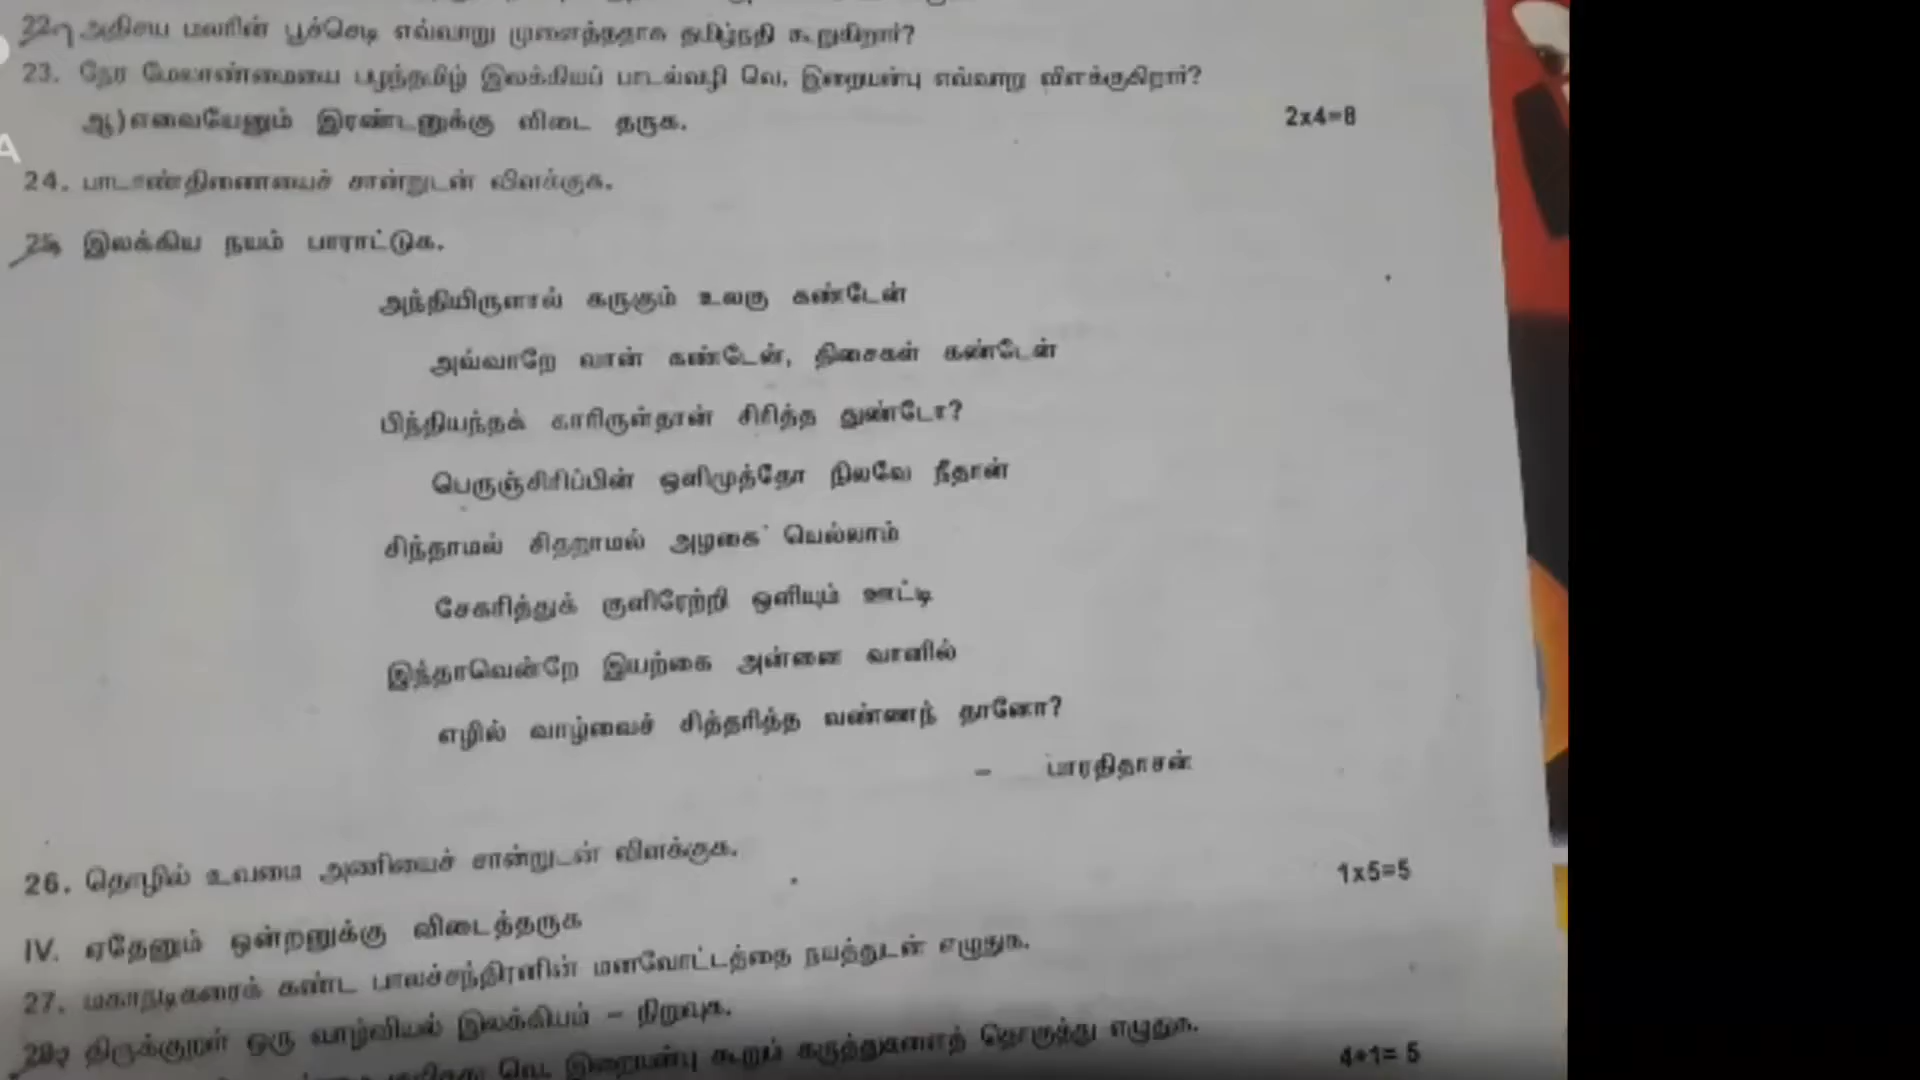 22. அதிசய மலரின் பூச்செடி எவ்வாறு முளைத்ததாக தமிழ்நதி கூறுகிறார்?
23. நேர மேலாண்மையை பழந்தமிழ் இலக்கியப் பாடல்வழி வெ. இறையன்பு எவ்வாறு விளக்குகிறார்?
ஆ)எவையேனும் இரண்டனுக்கு விடை தருக. 2x4=8
24. பாடாண்திணையைச் சான்றுடன் விளக்குக.
25. இலக்கிய நயம் பாராட்டுக.
அந்தியிருளால் கருகும் உலகு கண்டேன்
அவ்வாறே வான் கண்டேன், திசைகள் கண்டேன்
பிந்தியந்தக் காரிருள்தான் சிரித்த துண்டோ?
பெருஞ்சிரிப்பின் ஒளிமுத்தோ நிலவே நீதான்
சிந்தாமல் சிதறாமல் அழகை யெல்லாம்
சேகரித்துக் குளிரேற்றி ஒளியும் ஊட்டி
இந்தாவென்றே இயற்கை அன்னை வானில்
எழில் வாழ்வைச் சித்தரித்த வண்ணந் தானோ?
– பாரதிதாசன்
26. தொழில் உவமை அணியைச் சான்றுடன் விளக்குக.
IV. ஏதேனும் ஒன்றனுக்கு விடைத்தருக 1x5=5
27. மகாநடிகரைக் கண்ட பாலச்சந்திரனின் மனவோட்டத்தை நயத்துடன் எழுதுக.
28. திருக்குறள் ஒரு வாழ்வியல் இலக்கியம் – நிறுவுக.
வெ. இறையன்பு கூறும் கருத்துகளைத் தொகுத்து எழுதுக. 4+1= 5